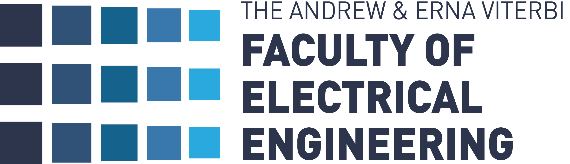 THE ANDREW & ERNA VITERBI
FACULTY OF
ELECTRICAL
ENGINEERING